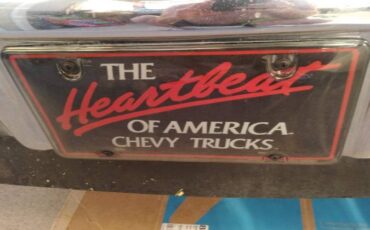 THE
Heartbeat
OF AMERICA
CHEVY TRUCKS